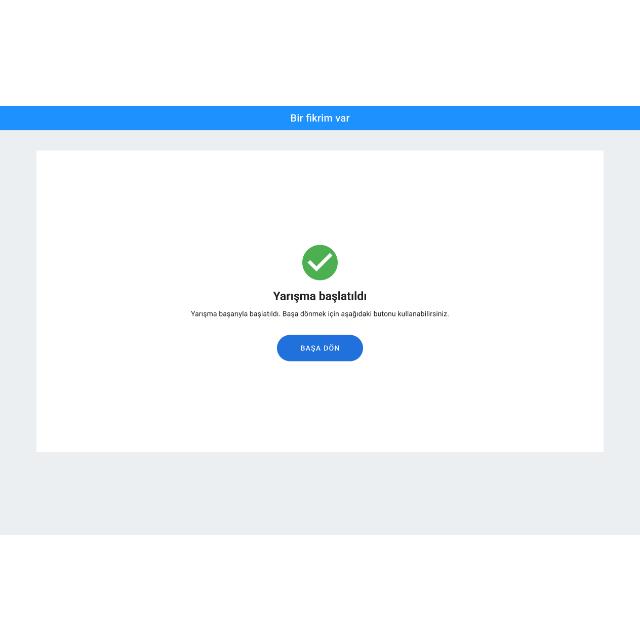 Bir fikrim var
Yarışma başlatıldı
Yarışma başarıyla başlatıldı. Başa dönmek için aşağıdaki butonu kullanabilirsiniz.
BAŞA DÖN